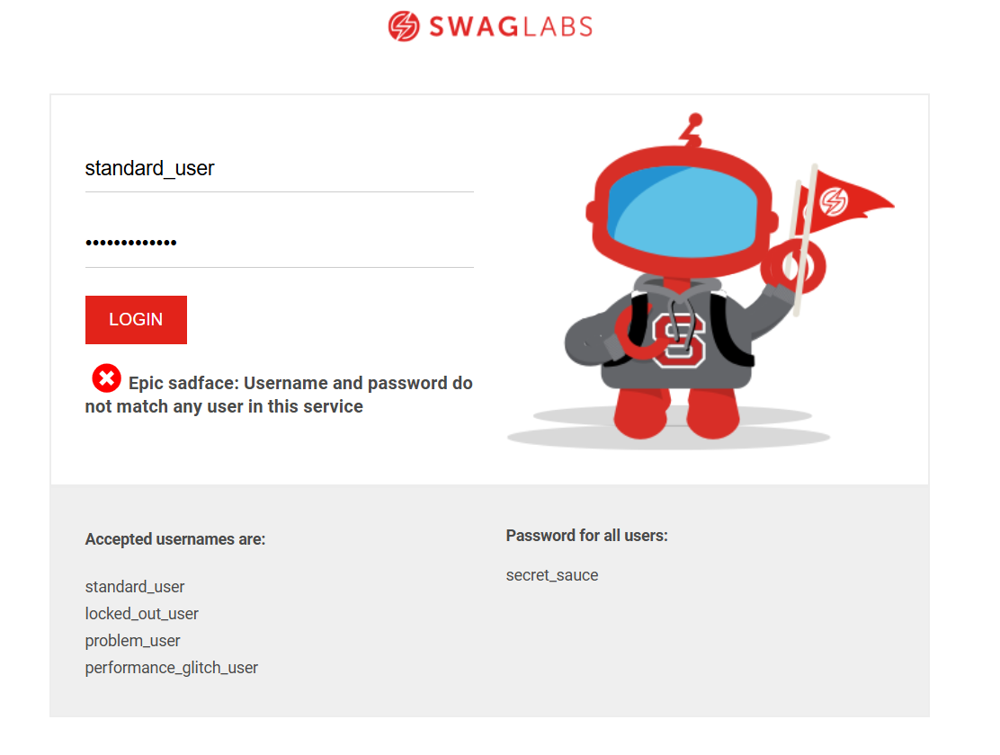 SWAGLABS
standard_user
•••••••••••••
LOGIN
Epic sadface: Username and password do
not match any user in this service
S
Accepted usernames are:
standard_user
locked_out_user
problem_user
performance_glitch_user
Password for all users:
secret_sauce